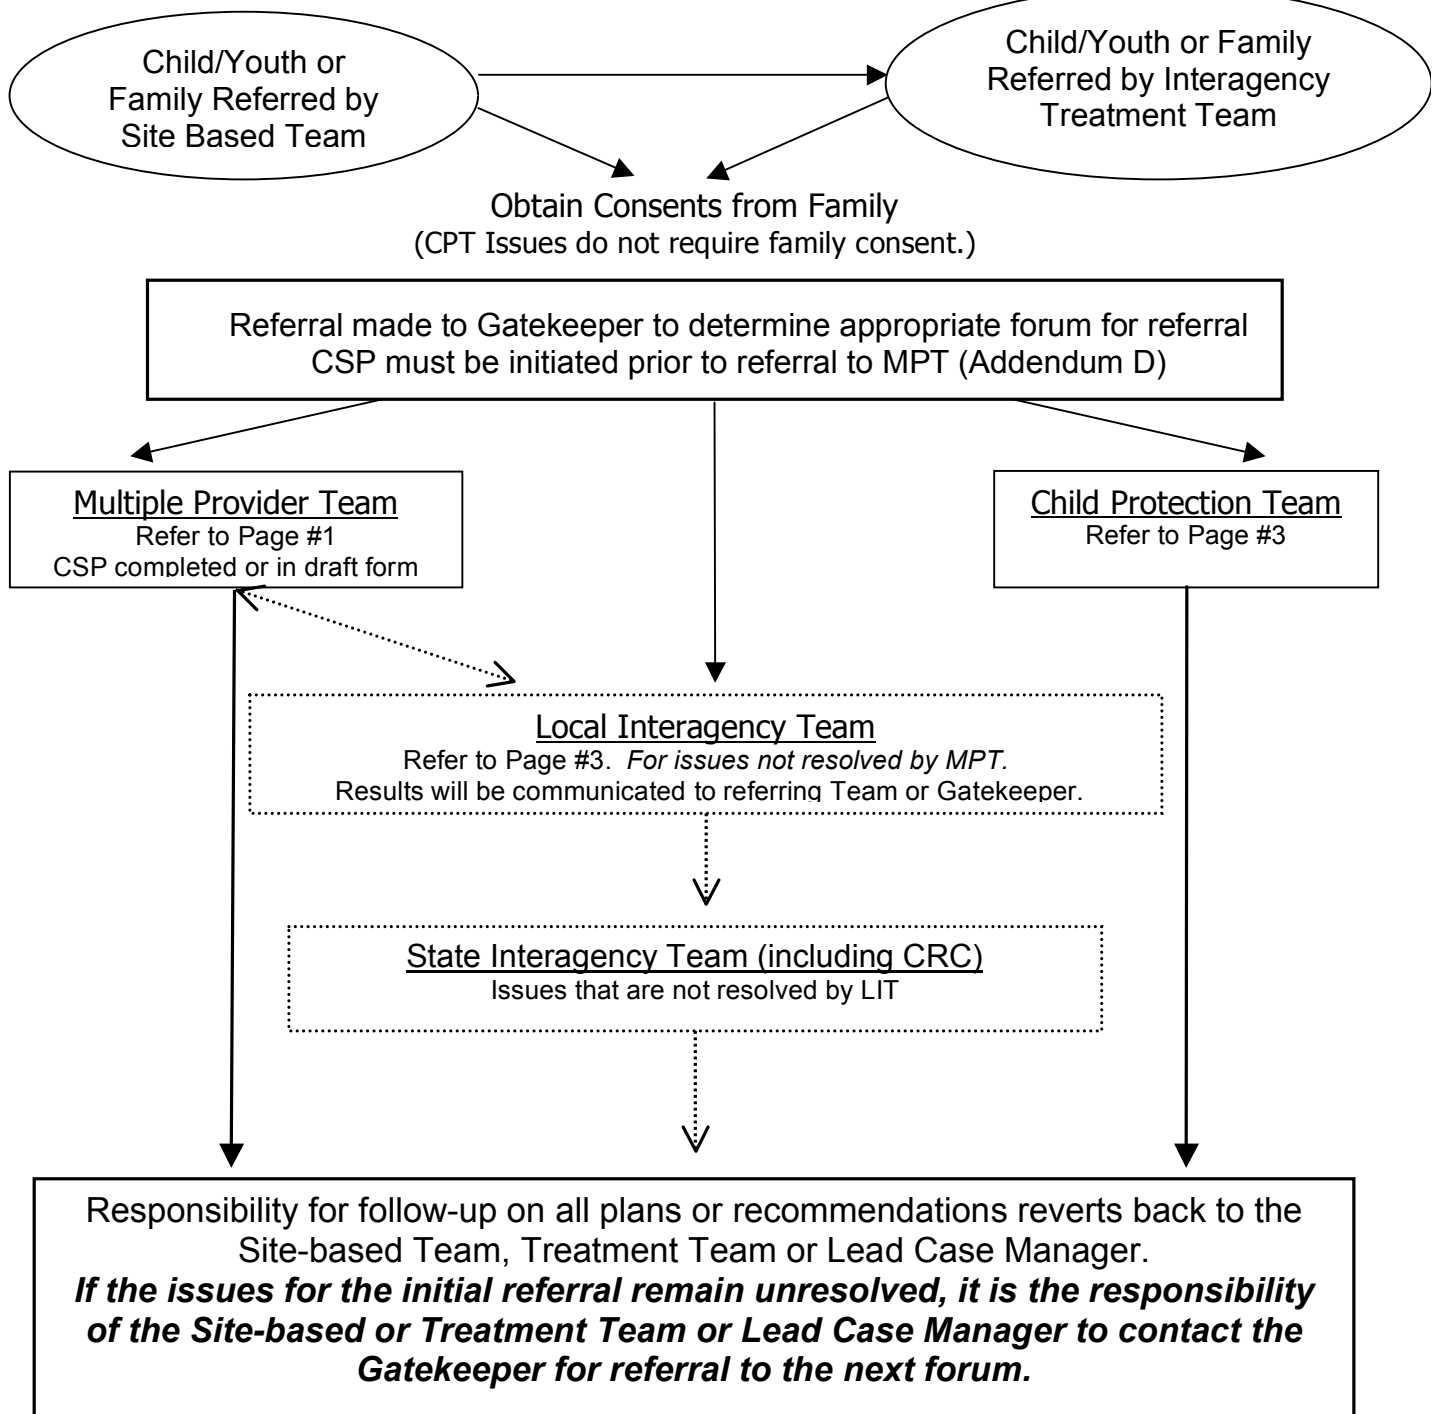 Child/Youth or
Family Referred by
Site Based Team
Child/Youth or Family
Referred by Interagency
Treatment Team
Obtain Consents from Family
(CPT Issues do not require family consent.)
Referral made to Gatekeeper to determine appropriate forum for referral
CSP must be initiated prior to referral to MPT (Addendum D)
Multiple Provider Team
Refer to Page #1
CSP completed or in draft form
Child Protection Team
Refer to Page #3
Local Interagency Team
Refer to Page #3. For issues not resolved by MPT.
Results will be communicated to referring Team or Gatekeeper.
State Interagency Team (including CRC)
Issues that are not resolved by LIT
Responsibility for follow-up on all plans or recommendations reverts back to the
Site-based Team, Treatment Team or Lead Case Manager.
If the issues for the initial referral remain unresolved, it is the responsibility
of the Site-based or Treatment Team or Lead Case Manager to contact the
Gatekeeper for referral to the next forum.